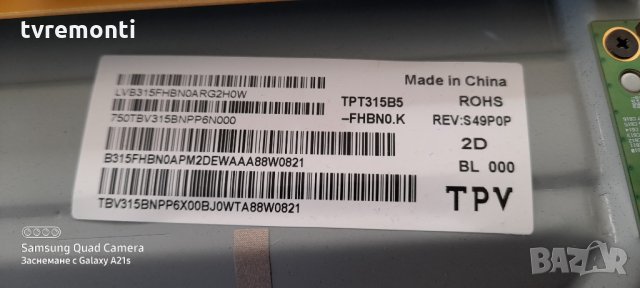 tvremonti
LVB315FHBN0ARG2H0W
750TBV315BNPP6N000
TPT315B5
-FHBN0.K
Made in China
ROHS
REV:S49P0P
2D
BL 000
B315FHBN0APM2DEWAAA88W0821
TBV315BNPP6X00BJ0WTA88W0821
TPV
Samsung Quad Camera
Заснемане с Galaxy A21s
BAZAR